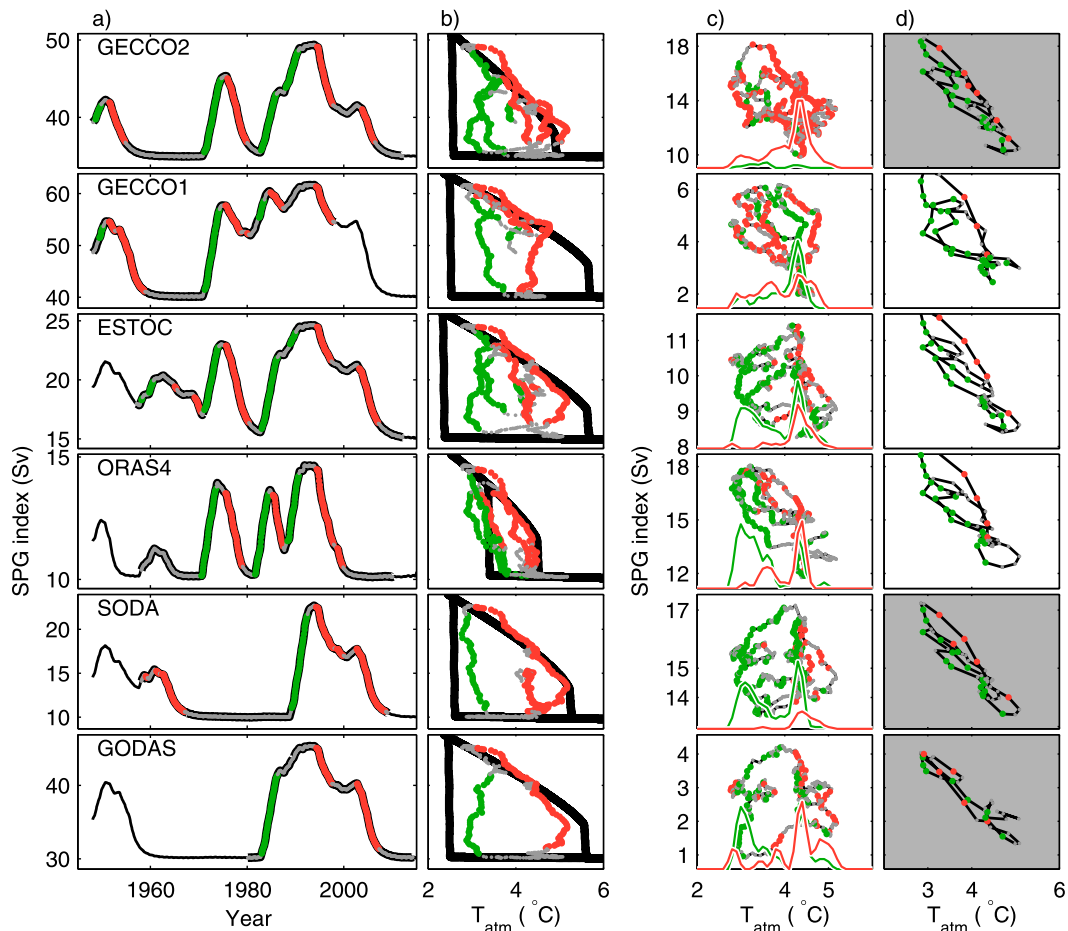 a) b) c) d)
GECCO2
50
40
18
14
10
GECCO1
60
50
40
6
4
2
ESTOC
25
20
15
11
10
9
8
ORAS4
15
10
18
15
12
SODA
20
15
10
17
15
14
GODAS
40
30
4
3
2
1
SPG index (Sv)
SPG index (Sv)
1960 1980 2000
2 4 6
2 4 5
3 4 6
Year
T_atm ( °C)
T_atm ( °C)
T_atm ( °C)